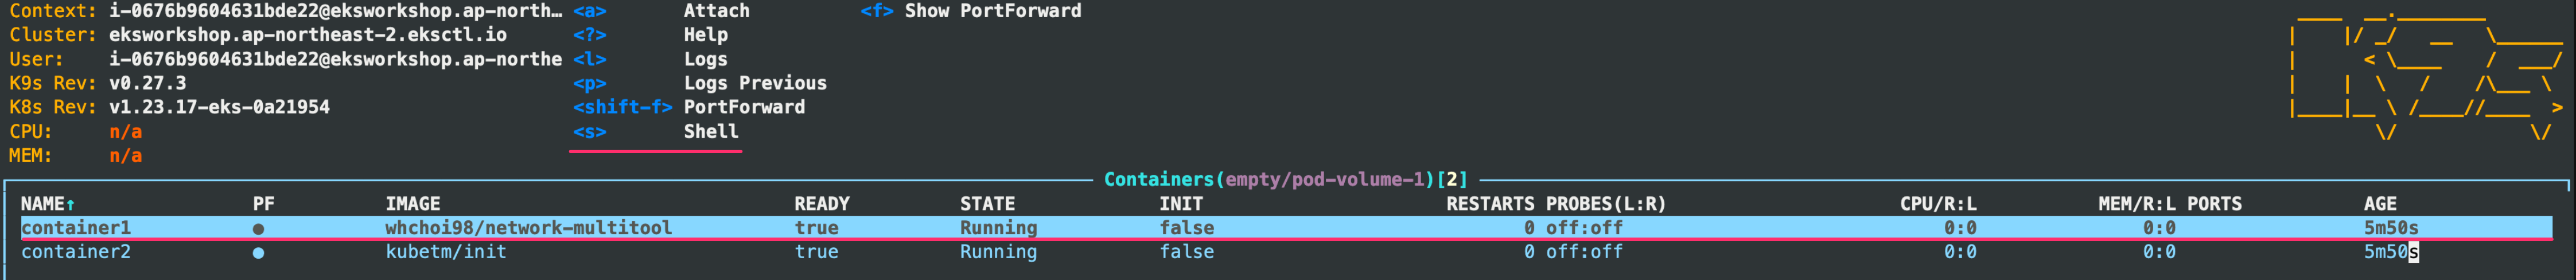 Context: i-0676b9604631bde22@eksworkshop.ap-north… <a> Attach <f> Show PortForward
Cluster: eksworkshop.ap-northeast-2.eksctl.io <?> Help
User: i-0676b9604631bde22@eksworkshop.ap-northe <l> Logs
K9s Rev: v0.27.3 <p> Logs Previous
K8s Rev: v1.23.17-eks-0a21954 <shift-f> PortForward
CPU: n/a <s> Shell
MEM: n/a
Containers(empty/pod-volume-1)[2]
NAME↑ PF IMAGE READY STATE INIT RESTARTS PROBES(L:R) CPU/R:L MEM/R:L PORTS AGE
container1 ● whchoi98/network-multitool true Running false 0 off:off 0:0 0:0 5m50s
container2 ● kubetm/init true Running false 0 off:off 0:0 0:0 5m50s